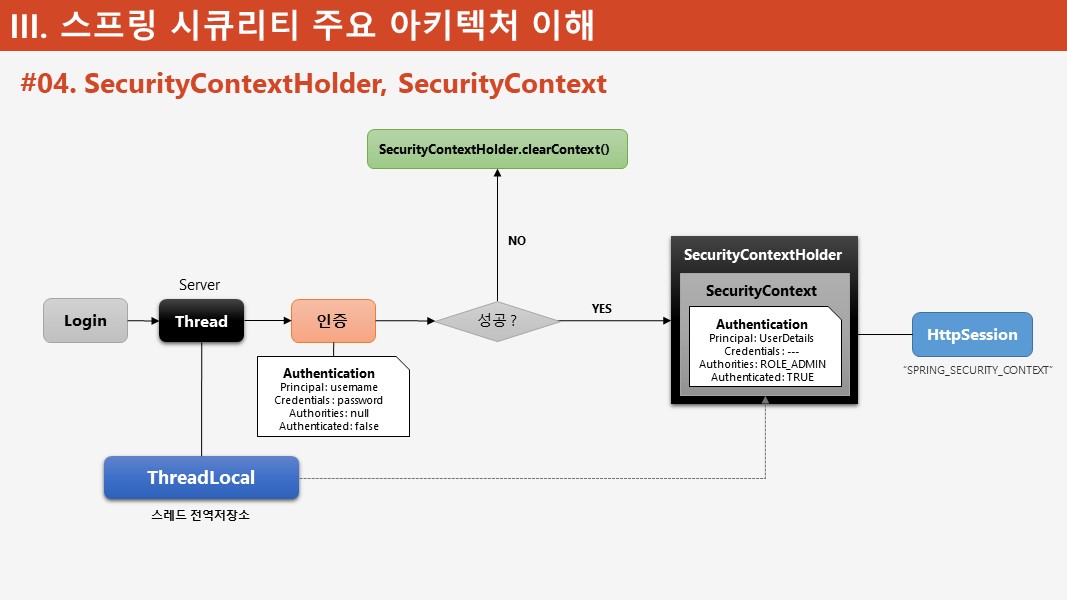 III. 스프링 시큐리티 주요 아키텍처 이해
#04. SecurityContextHolder, SecurityContext
SecurityContextHolder.clearContext()
NO
Server
Login
Thread
인증
성공 ?
YES
SecurityContextHolder
SecurityContext
Authentication
Principal : UserDetails
Credentials : ---
Authorities: ROLE_ADMIN
Authenticated: TRUE
HttpSession
“SPRING_SECURITY_CONTEXT”
Authentication
Principal : username
Credentials : password
Authorities: null
Authenticated: false
ThreadLocal
스레드 전역저장소